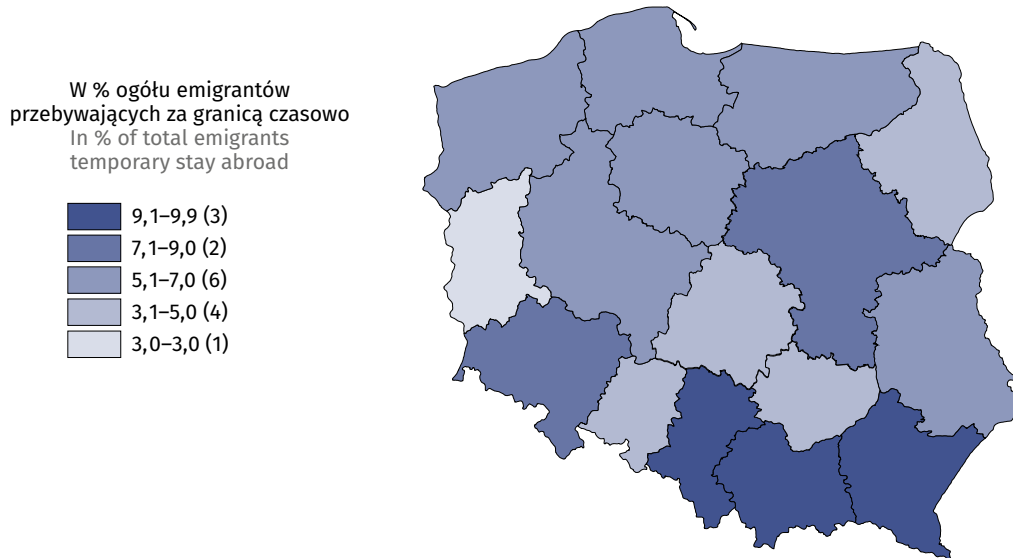 W % ogółu emigrantów
przebywających za granicą czasowo
In % of total emigrants
temporary stay abroad
9,1–9,9 (3)
7,1–9,0 (2)
5,1–7,0 (6)
3,1–5,0 (4)
3,0–3,0 (1)